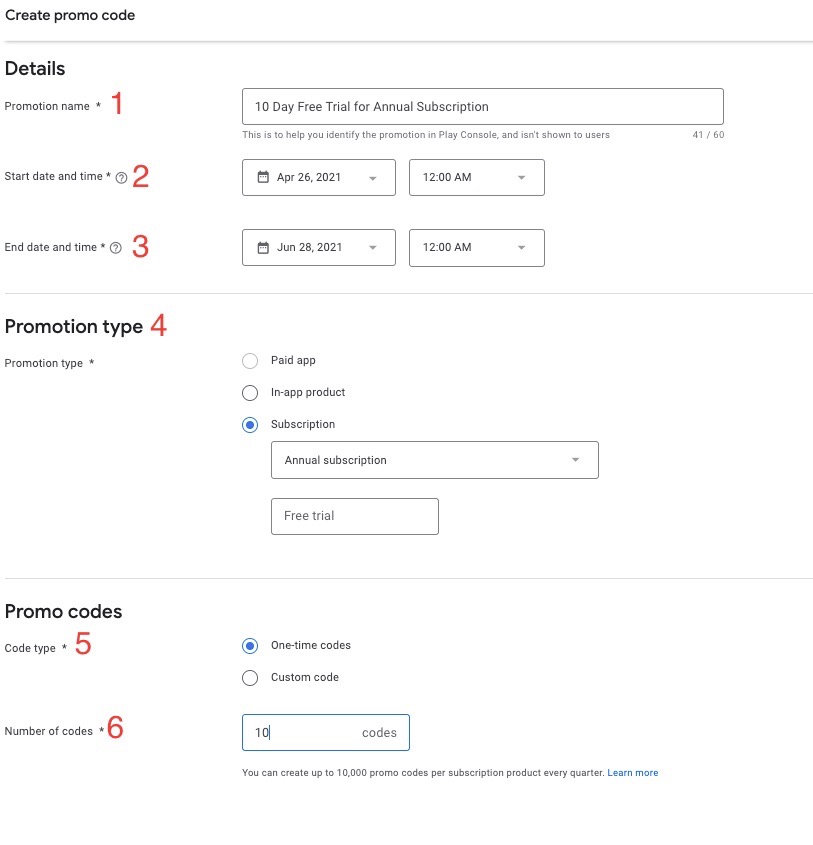 Create promo code
Details
Promotion name * 1
10 Day Free Trial for Annual Subscription
This is to help you identify the promotion in Play Console, and isn't shown to users 41 / 60
Start date and time * ? 2 Apr 26, 2021 12:00 AM
End date and time * ? 3 Jun 28, 2021 12:00 AM
Promotion type 4
Promotion type * Paid app
In-app product
Subscription
Annual subscription
Free trial
Promo codes
Code type * 5 One-time codes
Custom code
Number of codes * 6 10 codes
You can create up to 10,000 promo codes per subscription product every quarter. Learn more